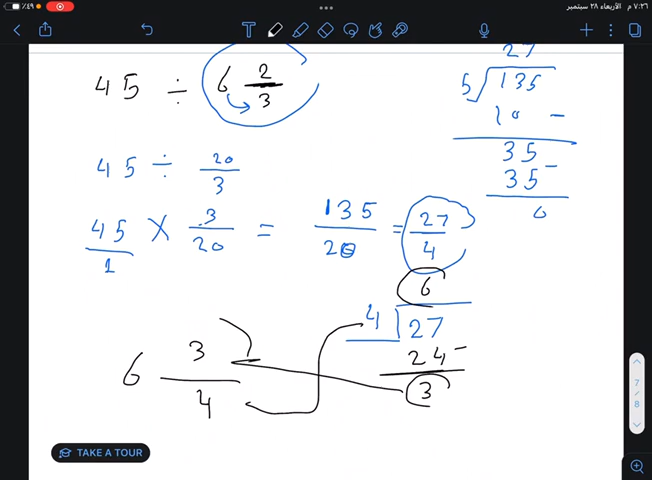 ٪٤٩
٧:٢٦ م الأربعاء ٢٨ سبتمبر
45 ÷ 6 2/3
27
5 √135
10 -
35
35 -
0
45 ÷ 20/3
45/1 × 3/20 = 135/20 = 27/4
6
4 | 27
24 -
3
6 3/4
7 / 8
TAKE A TOUR